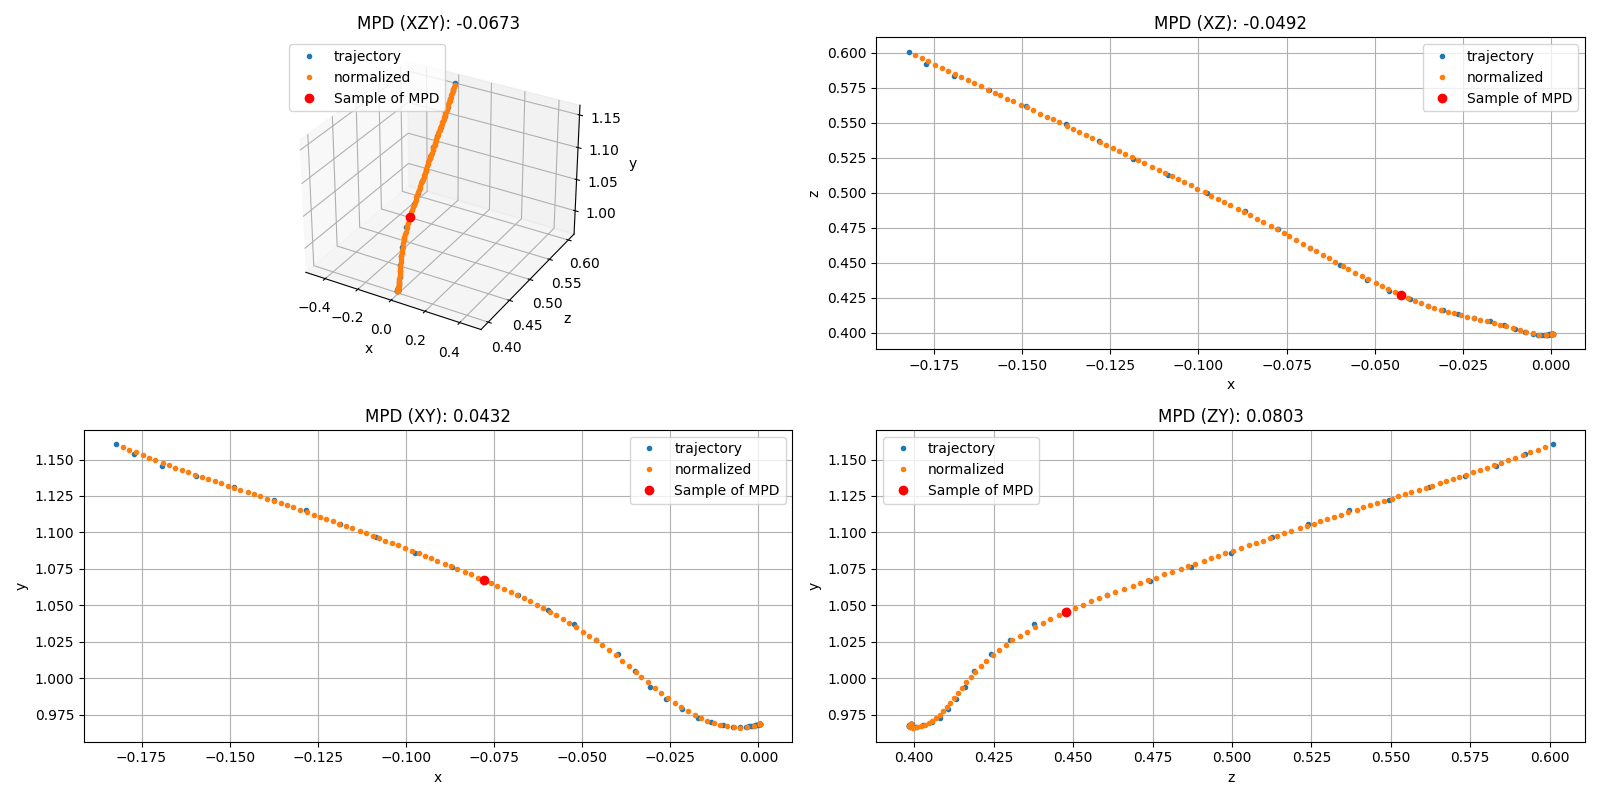 MPD (XZY): -0.0673
trajectory
normalized
Sample of MPD
1.15
1.10
1.05
1.00
y
0.60
0.55
0.50
0.45
0.40
z
−0.4
−0.2
0.0
0.2
0.4
x
MPD (XZ): -0.0492
trajectory
normalized
Sample of MPD
0.600
0.575
0.550
0.525
0.500
0.475
0.450
0.425
0.400
z
−0.175 −0.150 −0.125 −0.100 −0.075 −0.050 −0.025 0.000
x
MPD (XY): 0.0432
trajectory
normalized
Sample of MPD
1.150
1.125
1.100
1.075
1.050
1.025
1.000
0.975
y
−0.175 −0.150 −0.125 −0.100 −0.075 −0.050 −0.025 0.000
x
MPD (ZY): 0.0803
trajectory
normalized
Sample of MPD
1.150
1.125
1.100
1.075
1.050
1.025
1.000
0.975
y
0.400 0.425 0.450 0.475 0.500 0.525 0.550 0.575 0.600
z